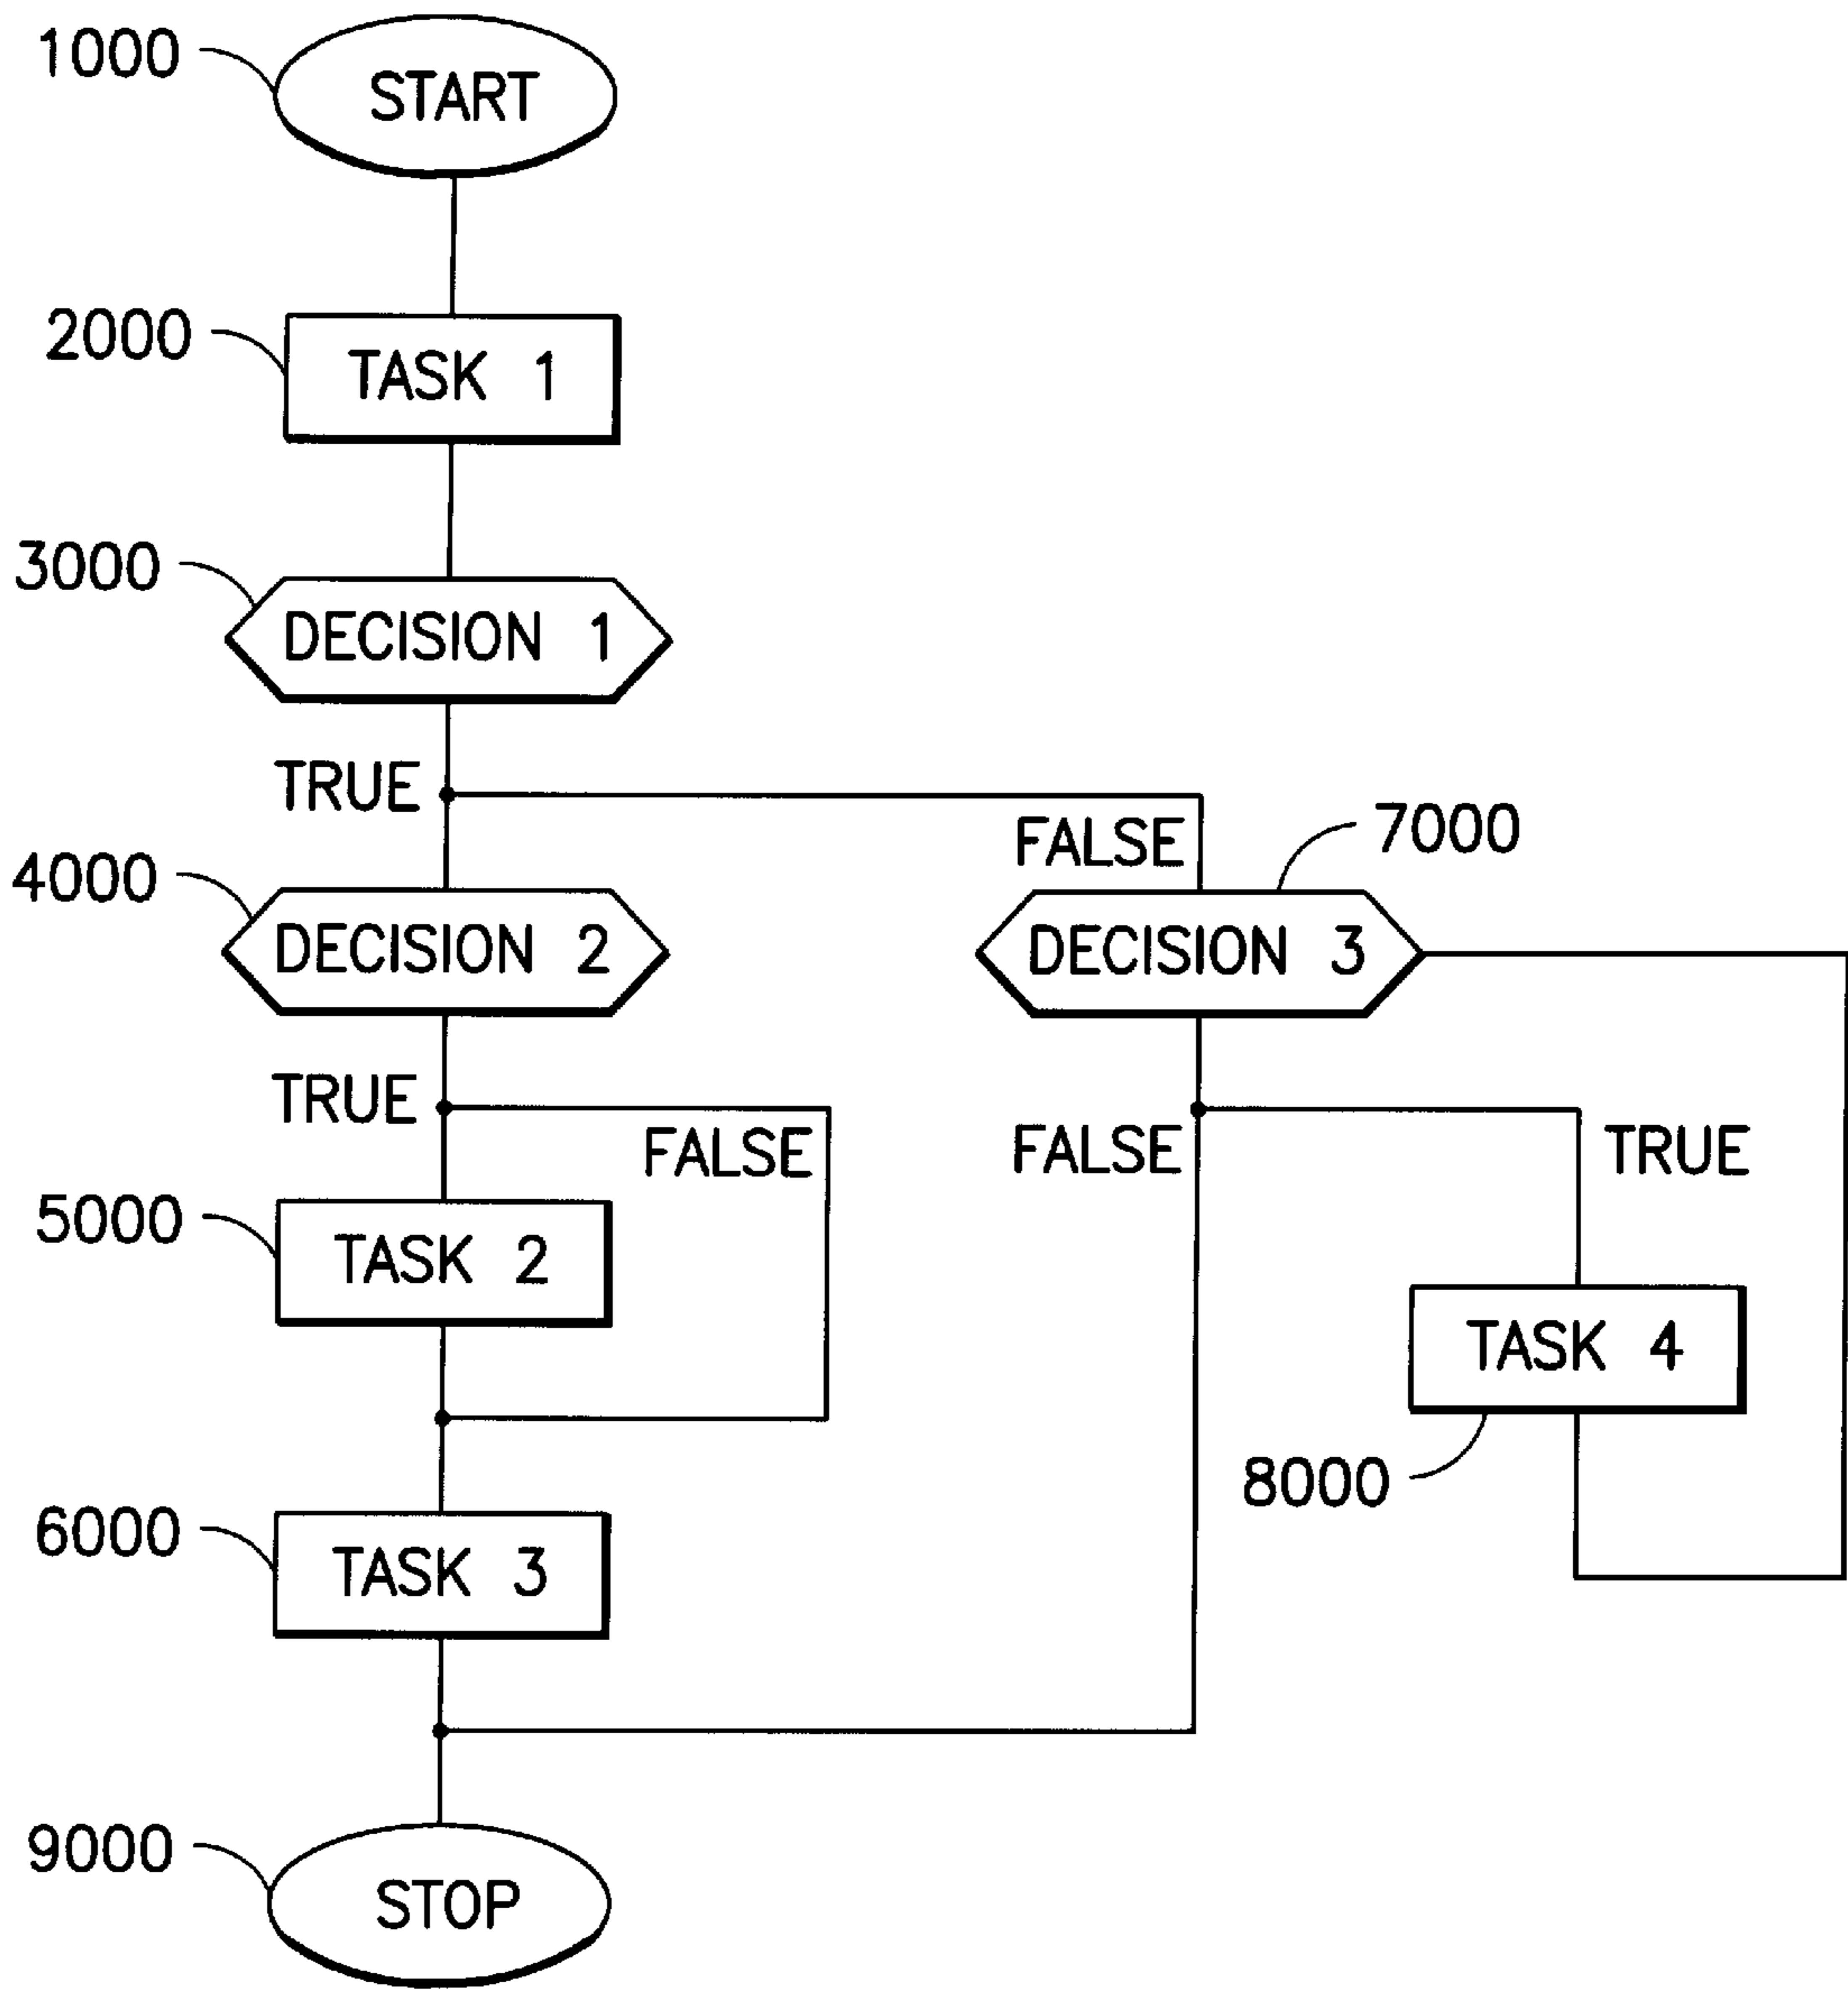 1000
START
2000
TASK 1
3000
DECISION 1
TRUE
FALSE
7000
4000
DECISION 2
DECISION 3
TRUE
FALSE
FALSE
TRUE
5000
TASK 2
TASK 4
8000
6000
TASK 3
9000
STOP